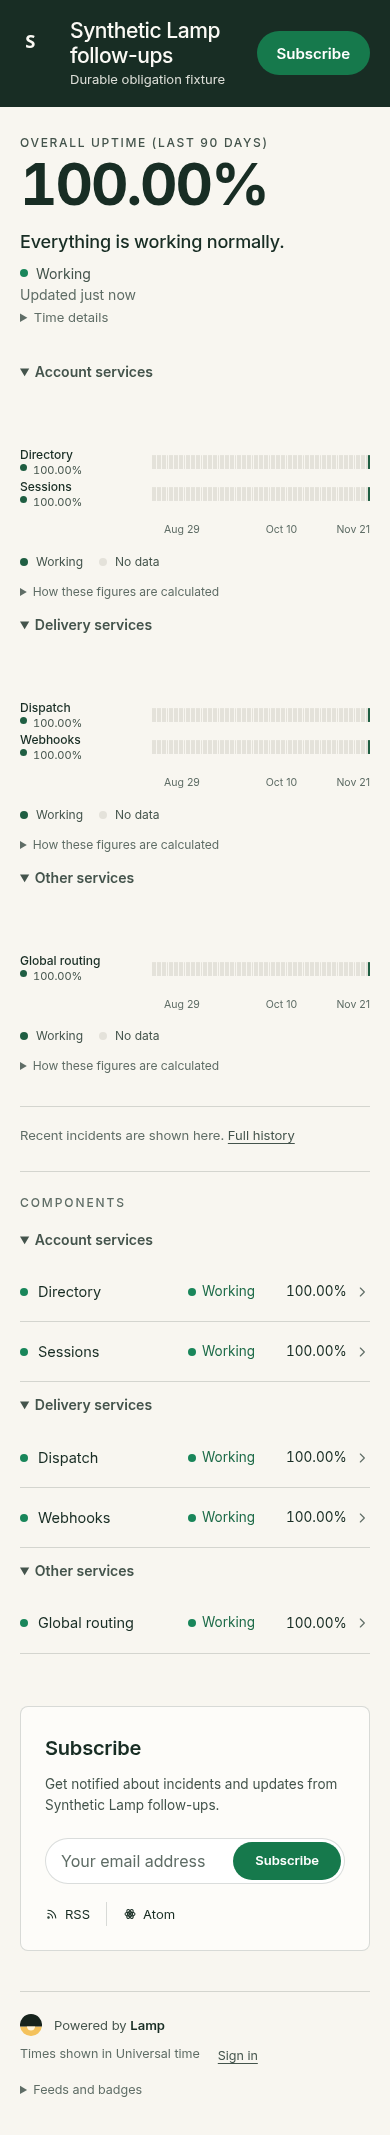 S
Synthetic Lamp
follow-ups
Durable obligation fixture
Subscribe
OVERALL UPTIME (LAST 90 DAYS)
100.00%
Everything is working normally.
Working
Updated just now
Time details
Account services
Directory
100.00%
Sessions
100.00%
Aug 29 Oct 10 Nov 21
Working No data
How these figures are calculated
Delivery services
Dispatch
100.00%
Webhooks
100.00%
Aug 29 Oct 10 Nov 21
Working No data
How these figures are calculated
Other services
Global routing
100.00%
Aug 29 Oct 10 Nov 21
Working No data
How these figures are calculated
Recent incidents are shown here. Full history
COMPONENTS
Account services
Directory Working 100.00%
Sessions Working 100.00%
Delivery services
Dispatch Working 100.00%
Webhooks Working 100.00%
Other services
Global routing Working 100.00%
Subscribe
Get notified about incidents and updates from
Synthetic Lamp follow-ups.
Your email address Subscribe
RSS Atom
Powered by Lamp
Times shown in Universal time Sign in
Feeds and badges